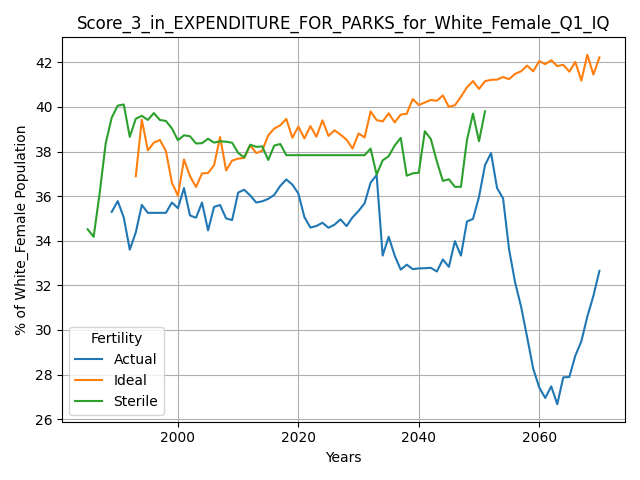 Score_3_in_EXPENDITURE_FOR_PARKS_for_White_Female_Q1_IQ
% of White_Female Population
42
40
38
36
34
32
30
28
26
Fertility
Actual
Ideal
Sterile
2000 2020 2040 2060
Years